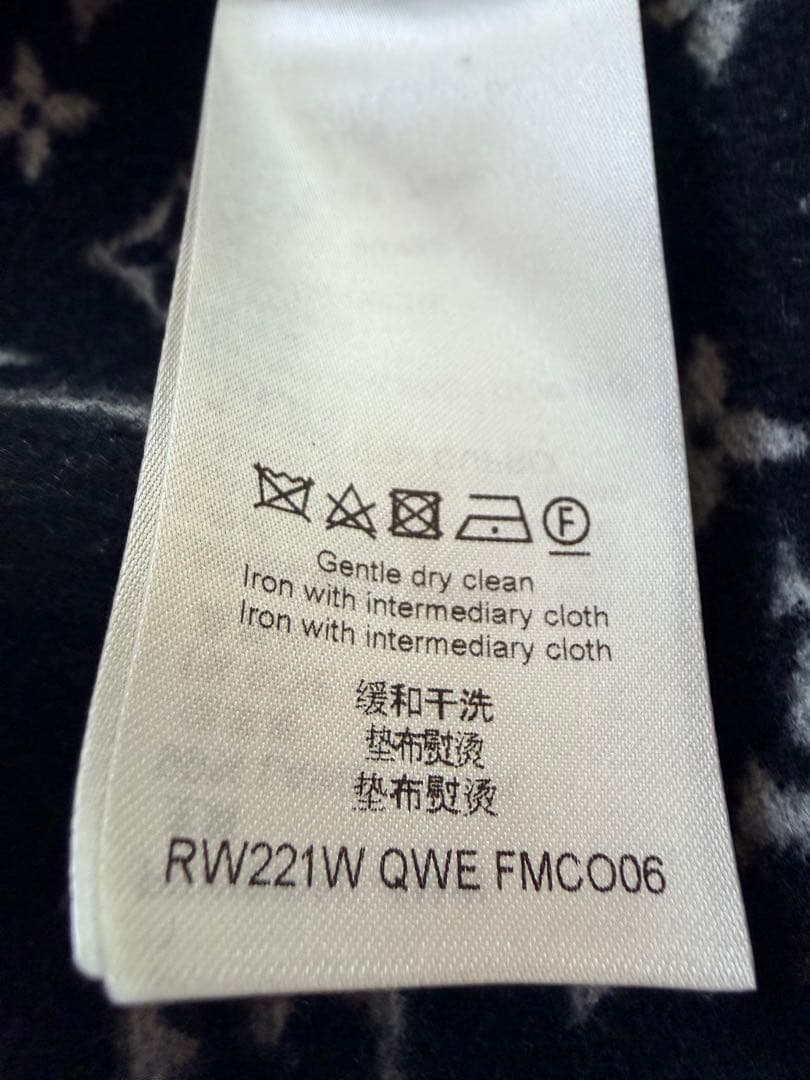 F
Gentle dry clean
Iron with intermediary cloth
Iron with intermediary cloth
缓和干洗
垫布熨烫
垫布熨烫
RW221W QWE FMCO06